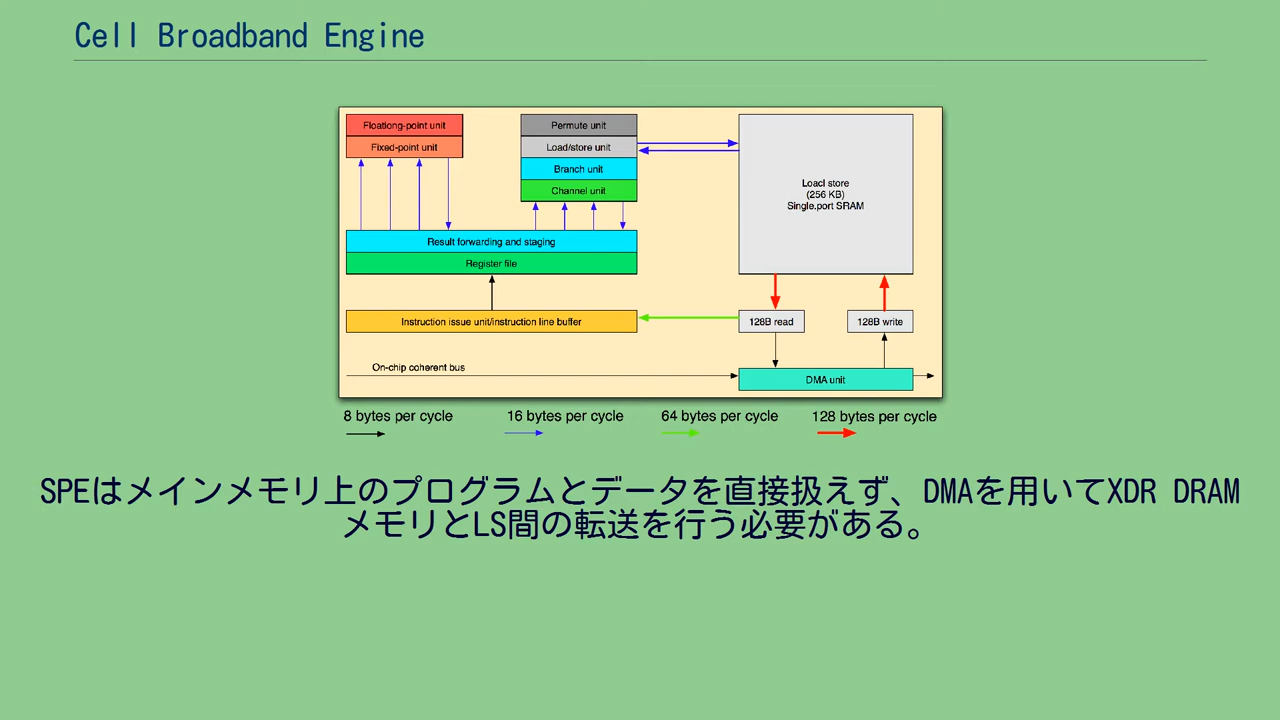 Cell Broadband Engine
Floationg-point unit
Fixed-point unit
Permute unit
Load/store unit
Branch unit
Channel unit
Loacl store
(256 KB)
Single.port SRAM
Result forwarding and staging
Register file
Instruction issue unit/instruction line buffer
128B read
128B write
On-chip coherent bus
DMA unit
8 bytes per cycle
16 bytes per cycle
64 bytes per cycle
128 bytes per cycle
SPEはメインメモリ上のプログラムとデータを直接扱えず、DMAを用いてXDR DRAM
メモリとLS間の転送を行う必要がある。